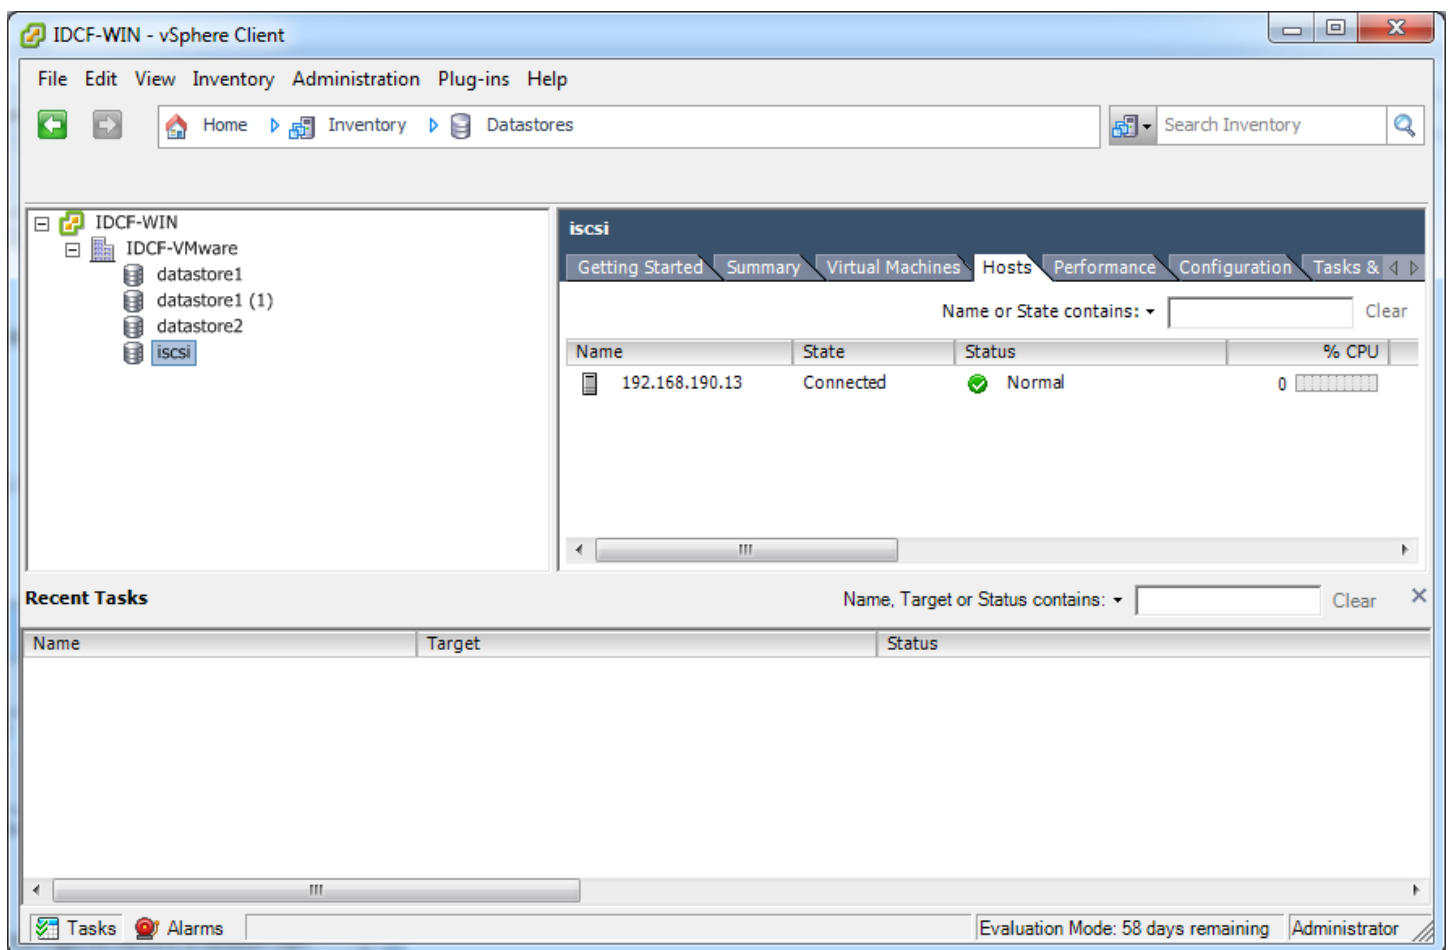 IDCF-WIN - vSphere Client
File Edit View Inventory Administration Plug-ins Help
Home Inventory Datastores Search Inventory
IDCF-WIN
IDCF-VMware
datastore1
datastore1 (1)
datastore2
iscsi
iscsi
Getting Started Summary Virtual Machines Hosts Performance Configuration Tasks &
Name or State contains: Clear
Name State Status % CPU
192.168.190.13 Connected Normal 0
Recent Tasks Name, Target or Status contains: Clear
Name Target Status
Tasks Alarms Evaluation Mode: 58 days remaining Administrator